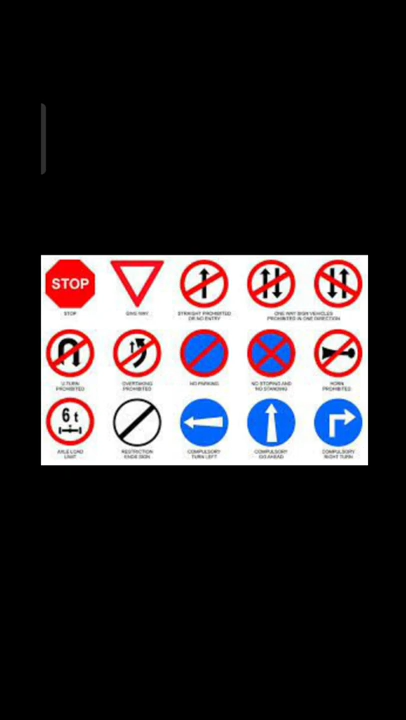 STOP
STOP
GIVE WAY
STRAIGHT PROHIBITED
OR NO ENTRY
ONE WAY SIGN VEHICLES
PROHIBITED IN ONE DIRECTION
U-TURN
PROHIBITED
OVERTAKING
PROHIBITED
NO PARKING
NO STOPING AND
NO STANDING
HORN
PROHIBITED
6 t
AXLE LOAD
LIMIT
RESTRICTION
ENDS SIGN
COMPULSORY
TURN LEFT
COMPULSORY
GO AHEAD
COMPULSORY
RIGHT TURN